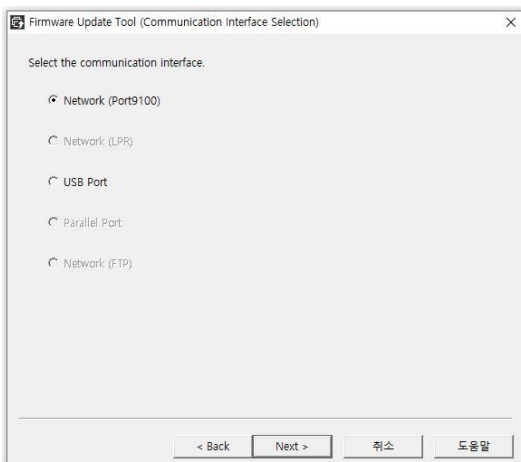 Firmware Update Tool (Communication Interface Selection)
Select the communication interface.
Network (Port9100)
Network (LPR)
USB Port
Parallel Port
Network (FTP)
< Back Next > 취소 도움말